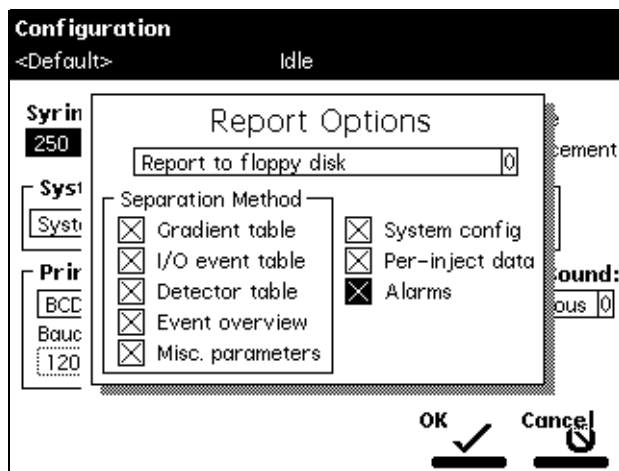 Configuration
<Default> Idle
Syrin
250
cement
Report Options
Report to floppy disk 0
Syst
Syst
Separation Method
Gradient table
I/O event table
Detector table
Event overview
Misc. parameters
System config
Per-inject data
Alarms
Prin
BCD
Baud
120
ound:
ous 0
OK
Cancel